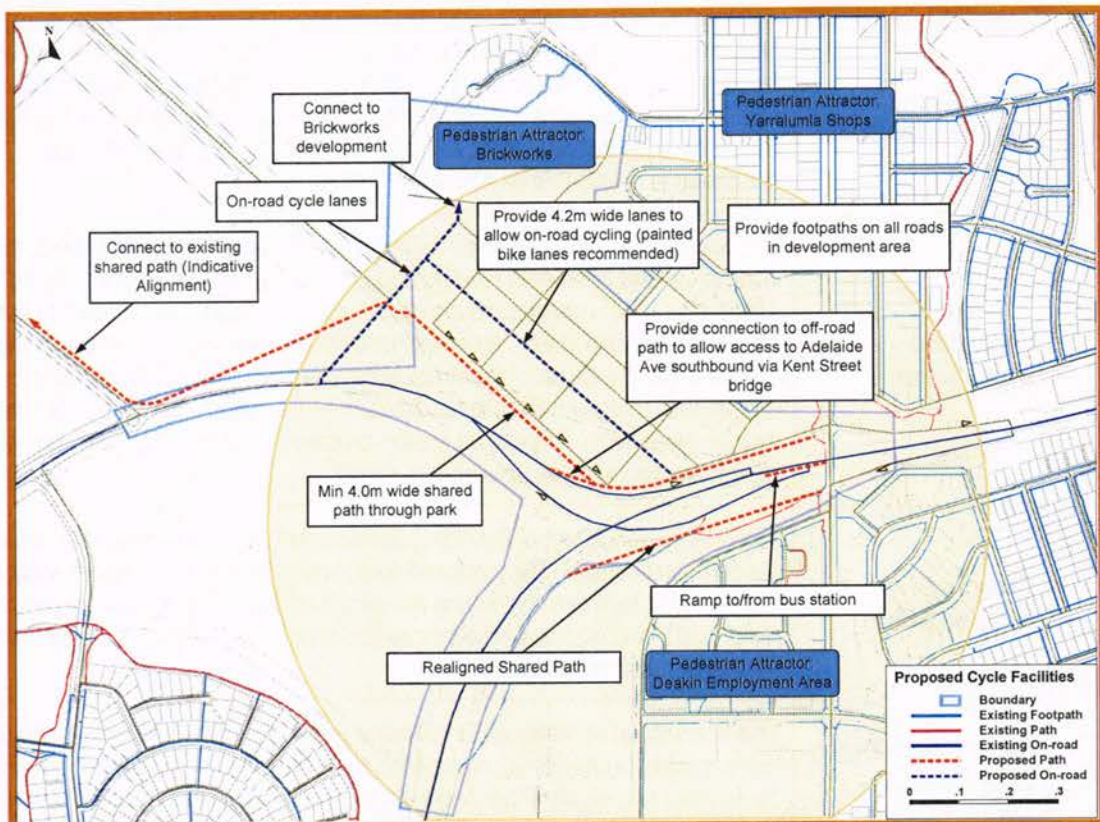 N
Connect to
Brickworks
development
Pedestrian Attractor:
Brickworks
Pedestrian Attractor:
Yarralumla Shops
On-road cycle lanes
Provide 4.2m wide lanes to
allow on-road cycling (painted
bike lanes recommended)
Provide footpaths on all roads
in development area
Connect to existing
shared path (Indicative
Alignment)
Provide connection to off-road
path to allow access to Adelaide
Ave southbound via Kent Street
bridge
Min 4.0m wide shared
path through park
Ramp to/from bus station
Realigned Shared Path
Pedestrian Attractor:
Deakin Employment Area
Proposed Cycle Facilities
Boundary
Existing Footpath
Existing Path
Existing On-road
Proposed Path
Proposed On-road
0 .1 .2 .3